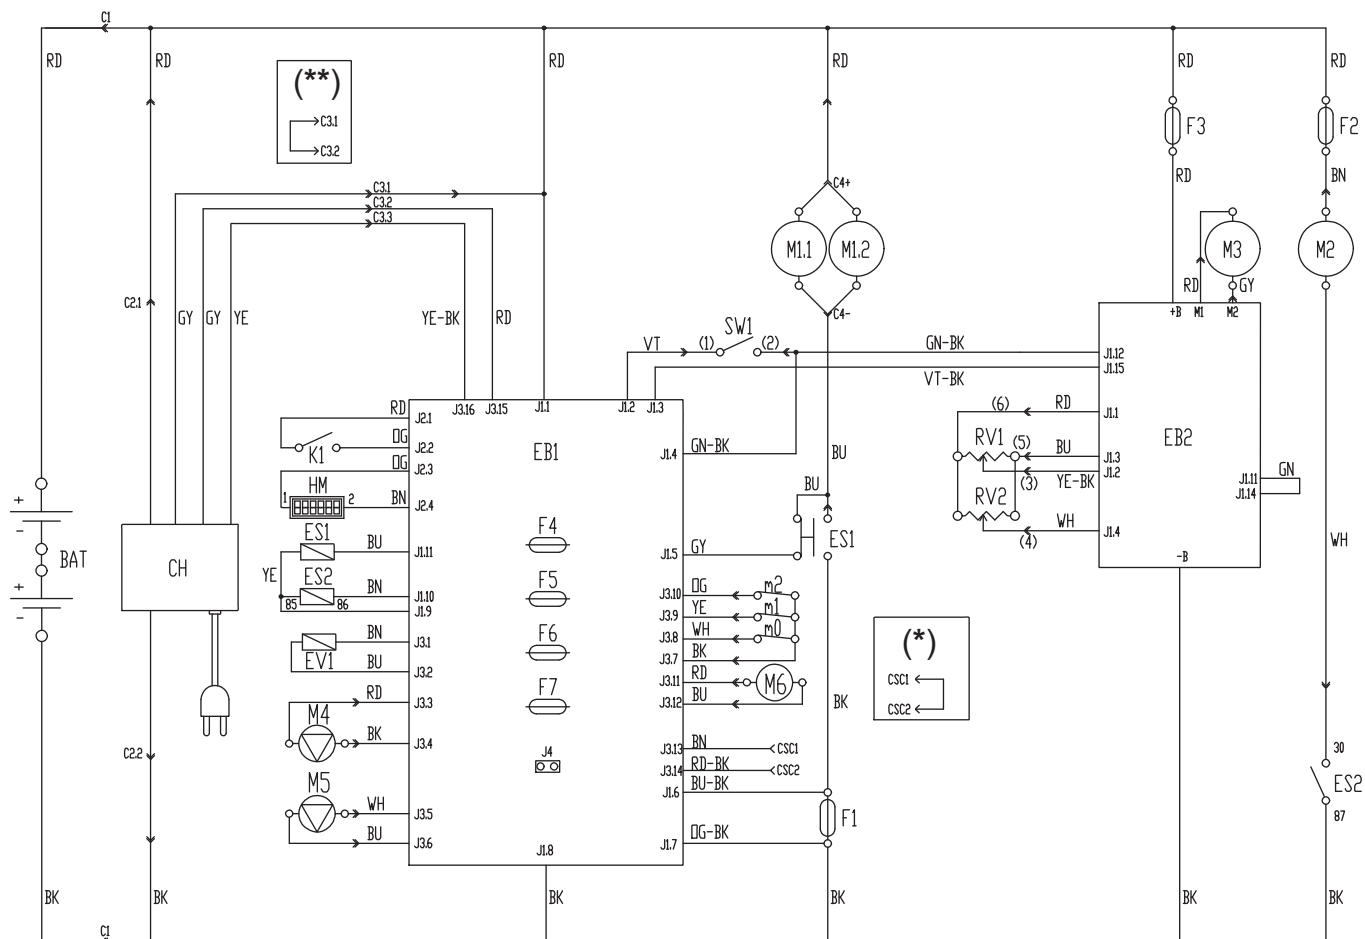 C1
RD RD RD RD RD RD
(**)
C3.1
C3.2
F3 F2
RD BN
C3.1
C3.2
C3.3
C4+
M1.1 M1.2 M3 M2
RD GY
C2.1
GY GY YE YE-BK RD
C4-
+B M1 M2
SW1
VT (1) (2) GN-BK J1.12
VT-BK J1.15
RD J3.16 J3.15 J1.1 J1.2 J1.3
J2.1
(6) RD J1.1
OG J2.2
K1
EB1
GN-BK J1.4
BU
RV1 (5) BU J1.3
EB2
OG J2.3
(3) YE-BK J1.2
GN
J1.11
J1.14
HM
1 2 BN J2.4
BU
RV2
WH J1.4
(4)
+
-
BAT
+
-
CH
ES1
BU J1.11
F4
J1.5 GY
ES1
WH
-B
YE
ES2
BN J1.10
85 86 J1.9
F5
J3.10 OG m2
J3.9 YE m1
J3.8 WH m0
J3.7 BK
BN J3.1
EV1
BU J3.2
F6
(*)
CSC1
CSC2
J3.11 RD M6
J3.12 BU
F7
BK
RD J3.3
M4
BK J3.4
J4
J3.13 BN CSC1
J3.14 RD-BK CSC2
BU-BK
J1.6
C2.2
30
ES2
87
M5
WH J3.5
BU J3.6
F1
OG-BK
J1.7
J1.8
BK BK BK BK BK BK
C1